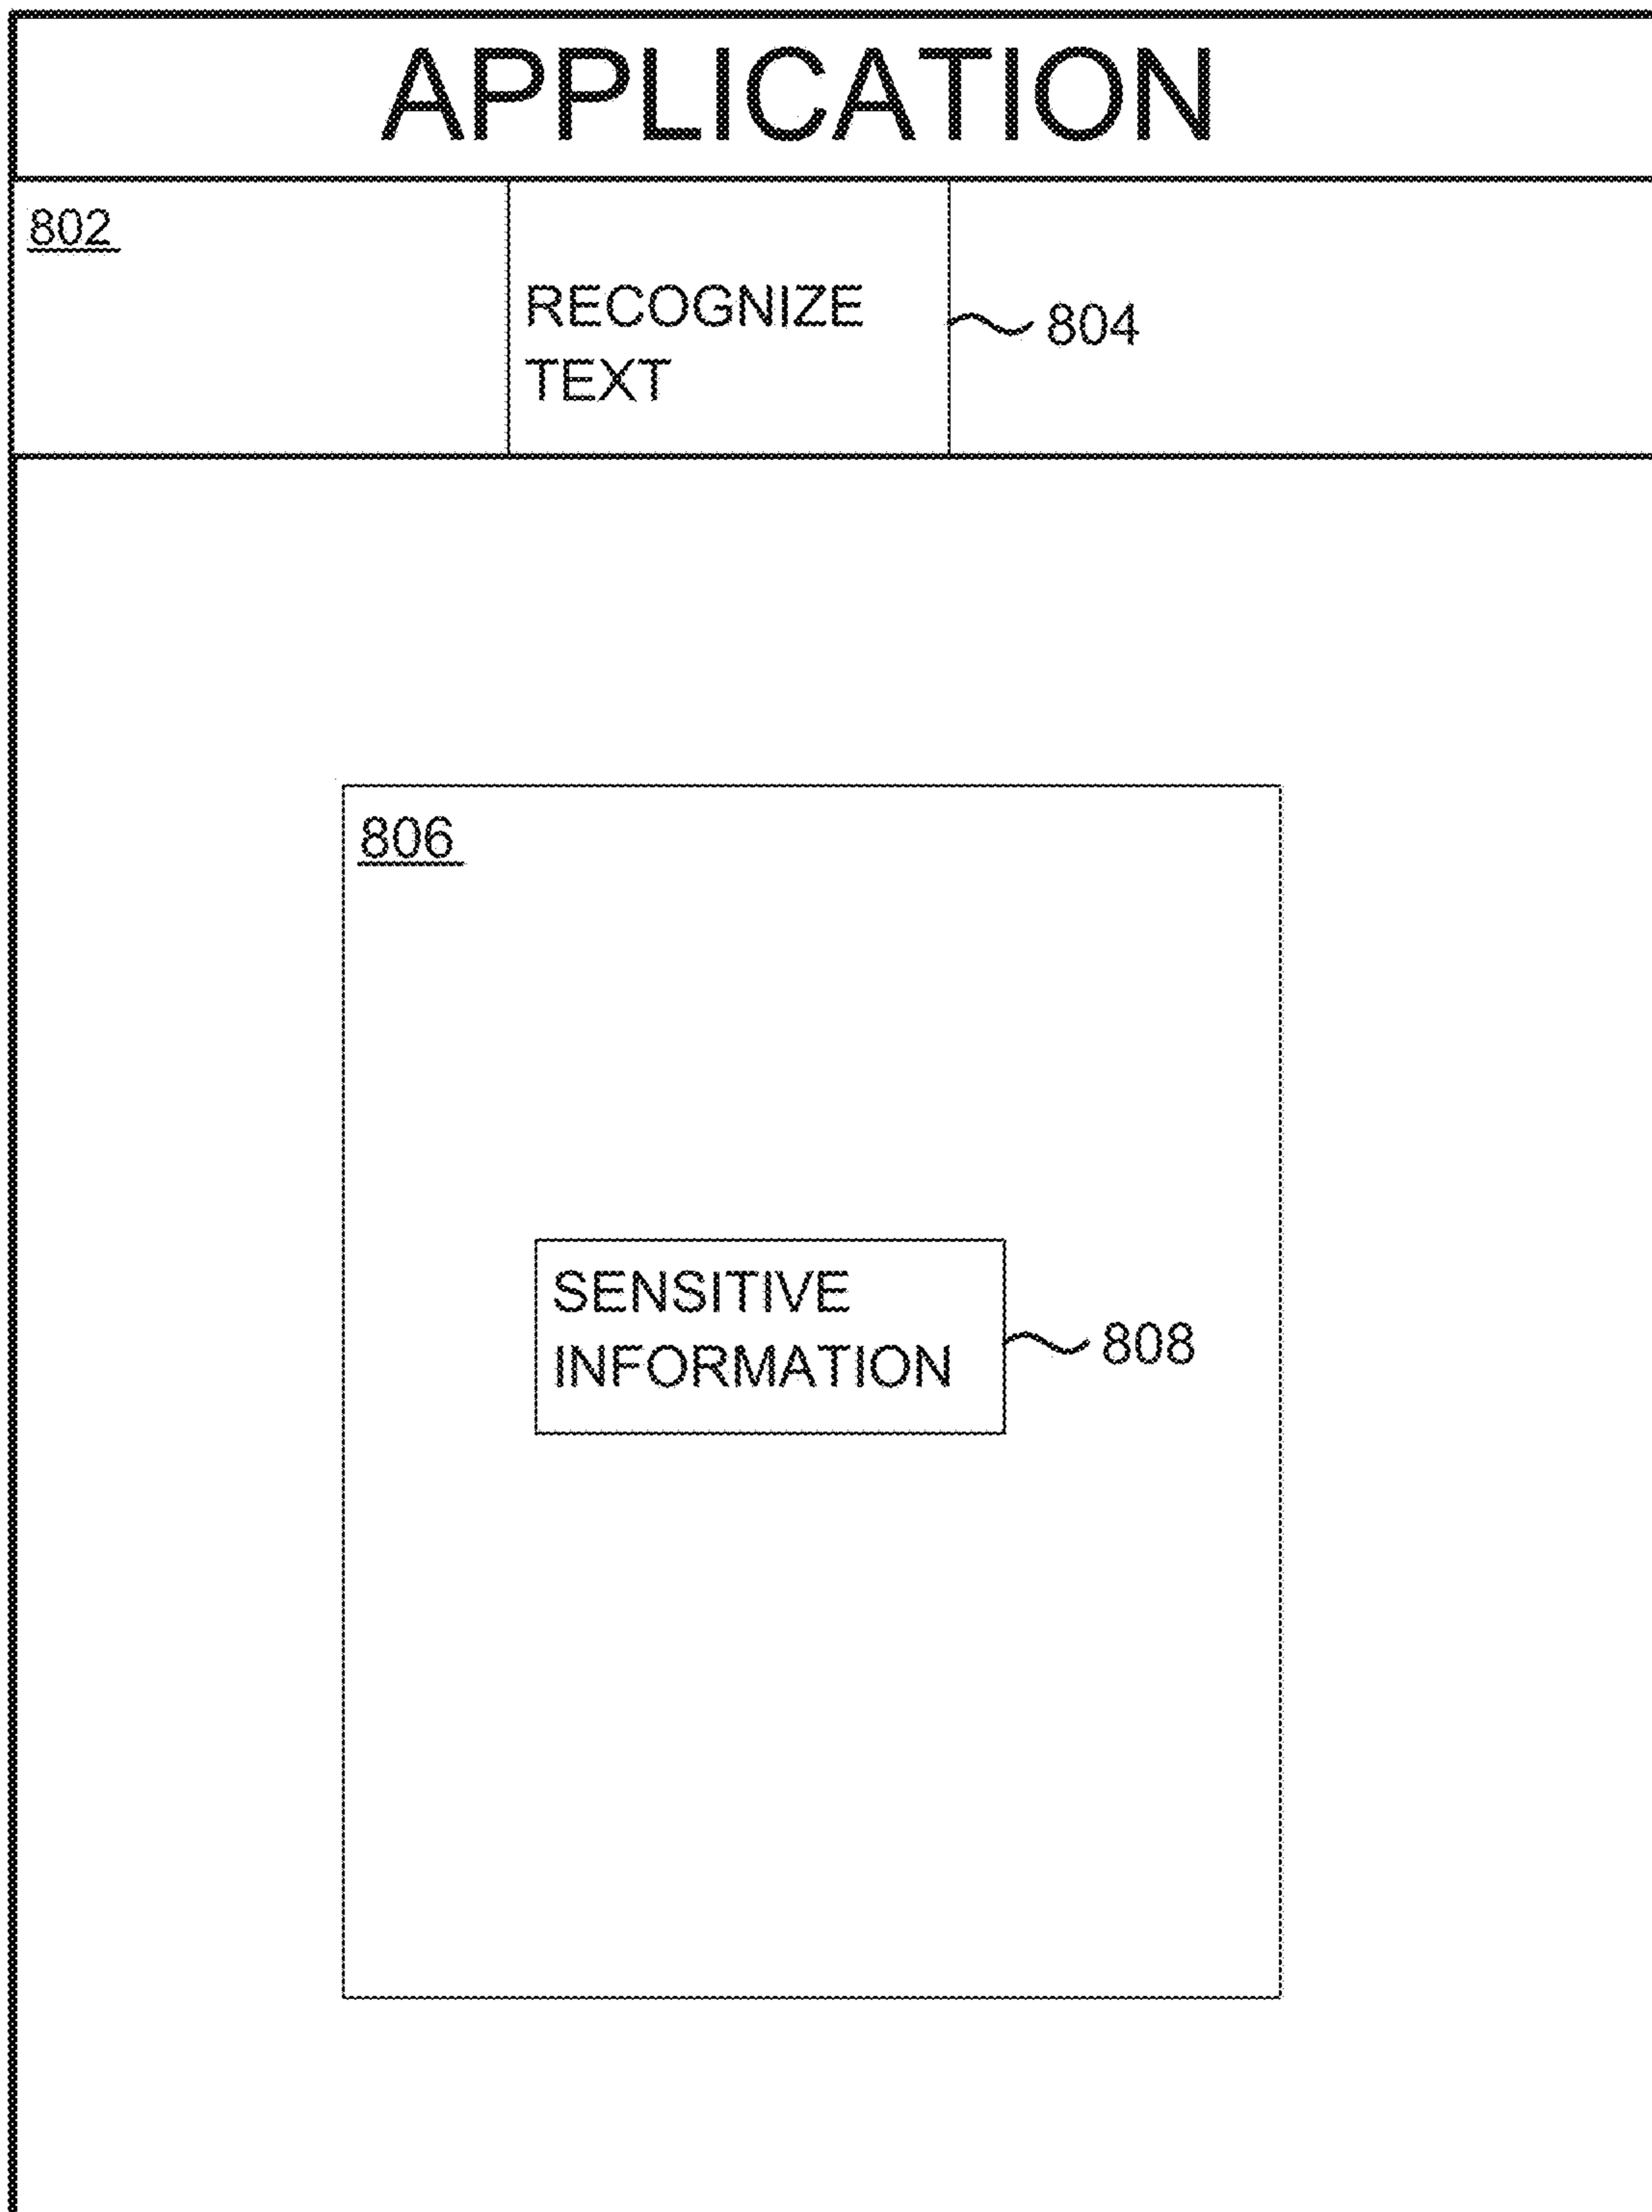 APPLICATION
802
RECOGNIZE
TEXT
804
806
SENSITIVE
INFORMATION
808